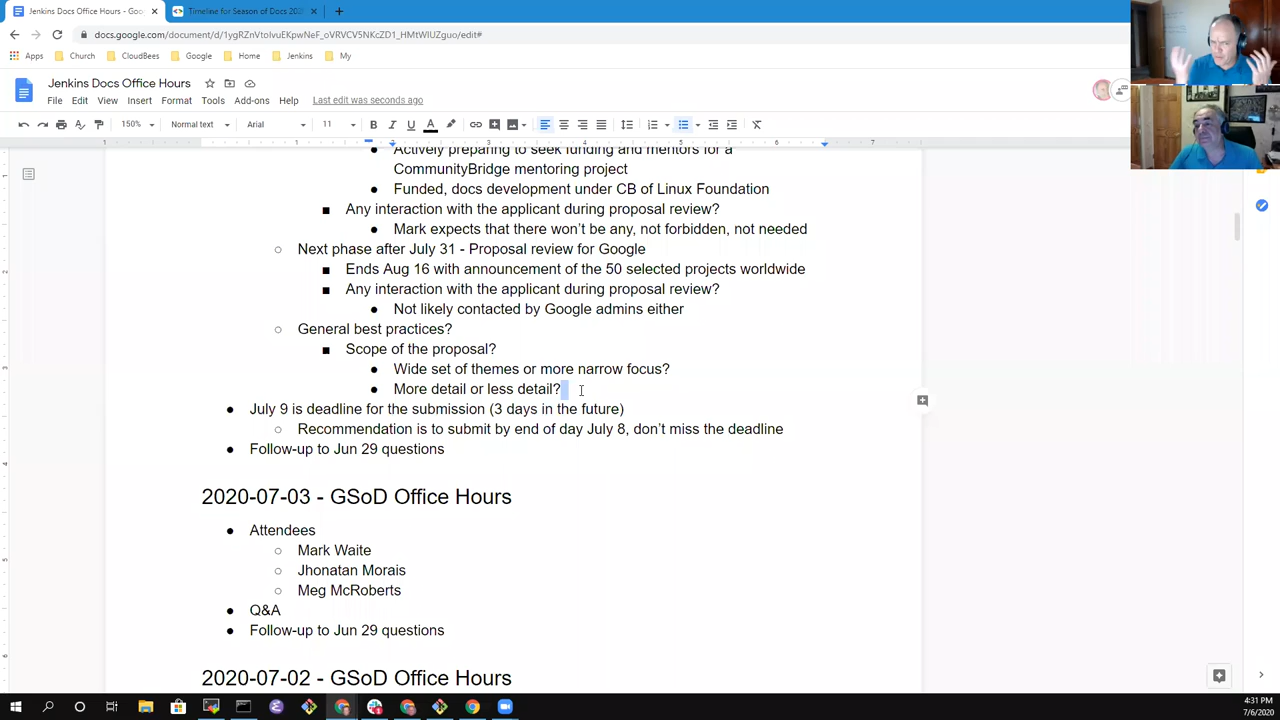 Jenkins Docs Office Hours - Goo
Timeline for Season of Docs 202
docs.google.com/document/d/1ygRZnVtoIvuEKpwNeF_oVRVCV5NKcZD1_HMtWIUZguo/edit#
Apps Church CloudBees Google Home Jenkins My
Jenkins Docs Office Hours
File Edit View Insert Format Tools Add-ons Help Last edit was seconds ago
150% Normal text Arial 11
Actively preparing to seek funding and mentors for a
CommunityBridge mentoring project
Funded, docs development under CB of Linux Foundation
Any interaction with the applicant during proposal review?
Mark expects that there won't be any, not forbidden, not needed
Next phase after July 31 - Proposal review for Google
Ends Aug 16 with announcement of the 50 selected projects worldwide
Any interaction with the applicant during proposal review?
Not likely contacted by Google admins either
General best practices?
Scope of the proposal?
Wide set of themes or more narrow focus?
More detail or less detail?
July 9 is deadline for the submission (3 days in the future)
Recommendation is to submit by end of day July 8, don't miss the deadline
Follow-up to Jun 29 questions
2020-07-03 - GSoD Office Hours
Attendees
Mark Waite
Jhonatan Morais
Meg McRoberts
Q&A
Follow-up to Jun 29 questions
2020-07-02 - GSoD Office Hours
4:31 PM
7/6/2020